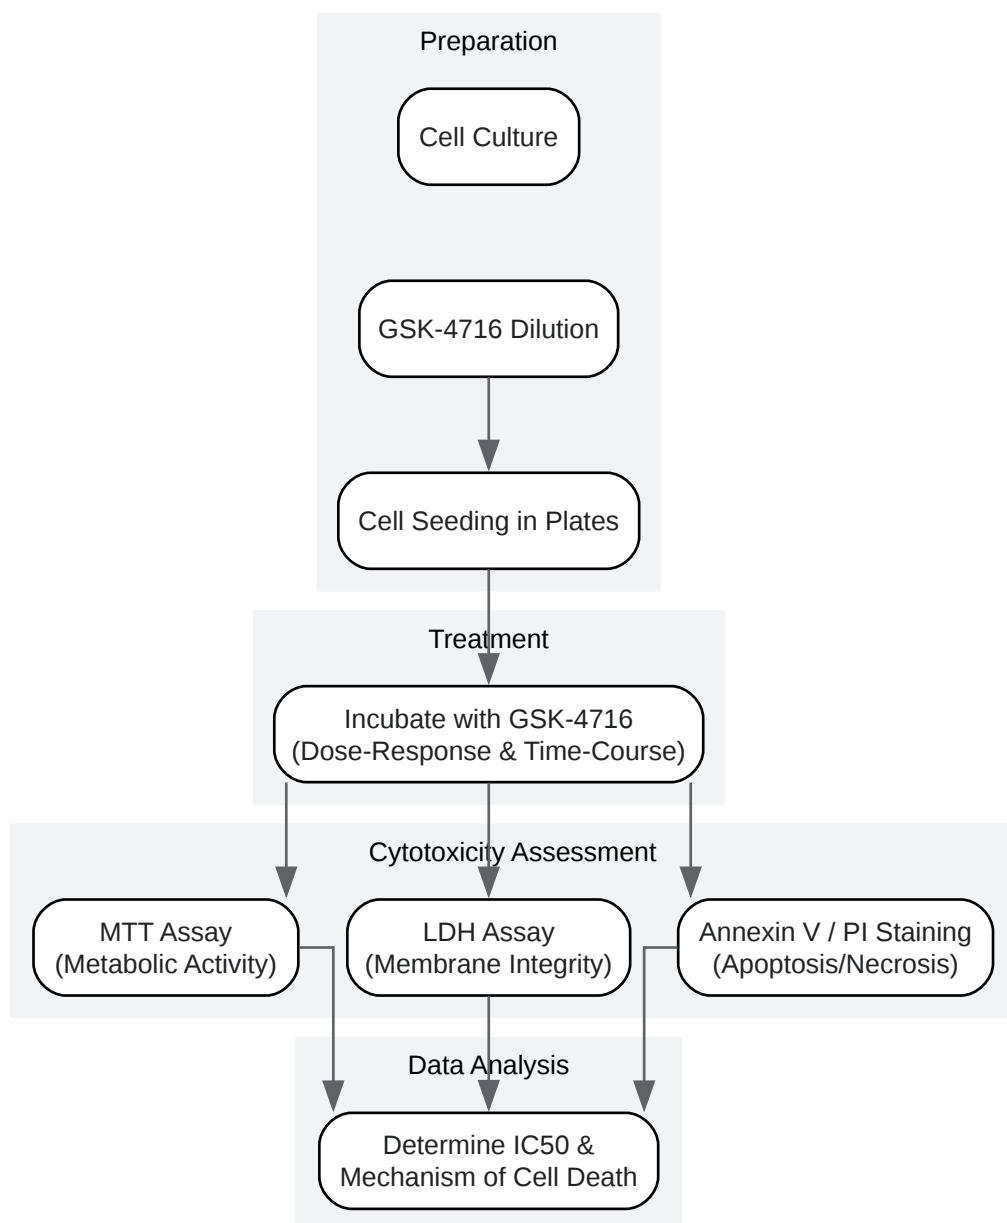 Preparation
Cell Culture
GSK-4716 Dilution
Cell Seeding in Plates
Treatment
Incubate with GSK-4716
(Dose-Response & Time-Course)
Cytotoxicity Assessment
MTT Assay
(Metabolic Activity)
LDH Assay
(Membrane Integrity)
Annexin V / PI Staining
(Apoptosis/Necrosis)
Data Analysis
Determine IC50 &
Mechanism of Cell Death